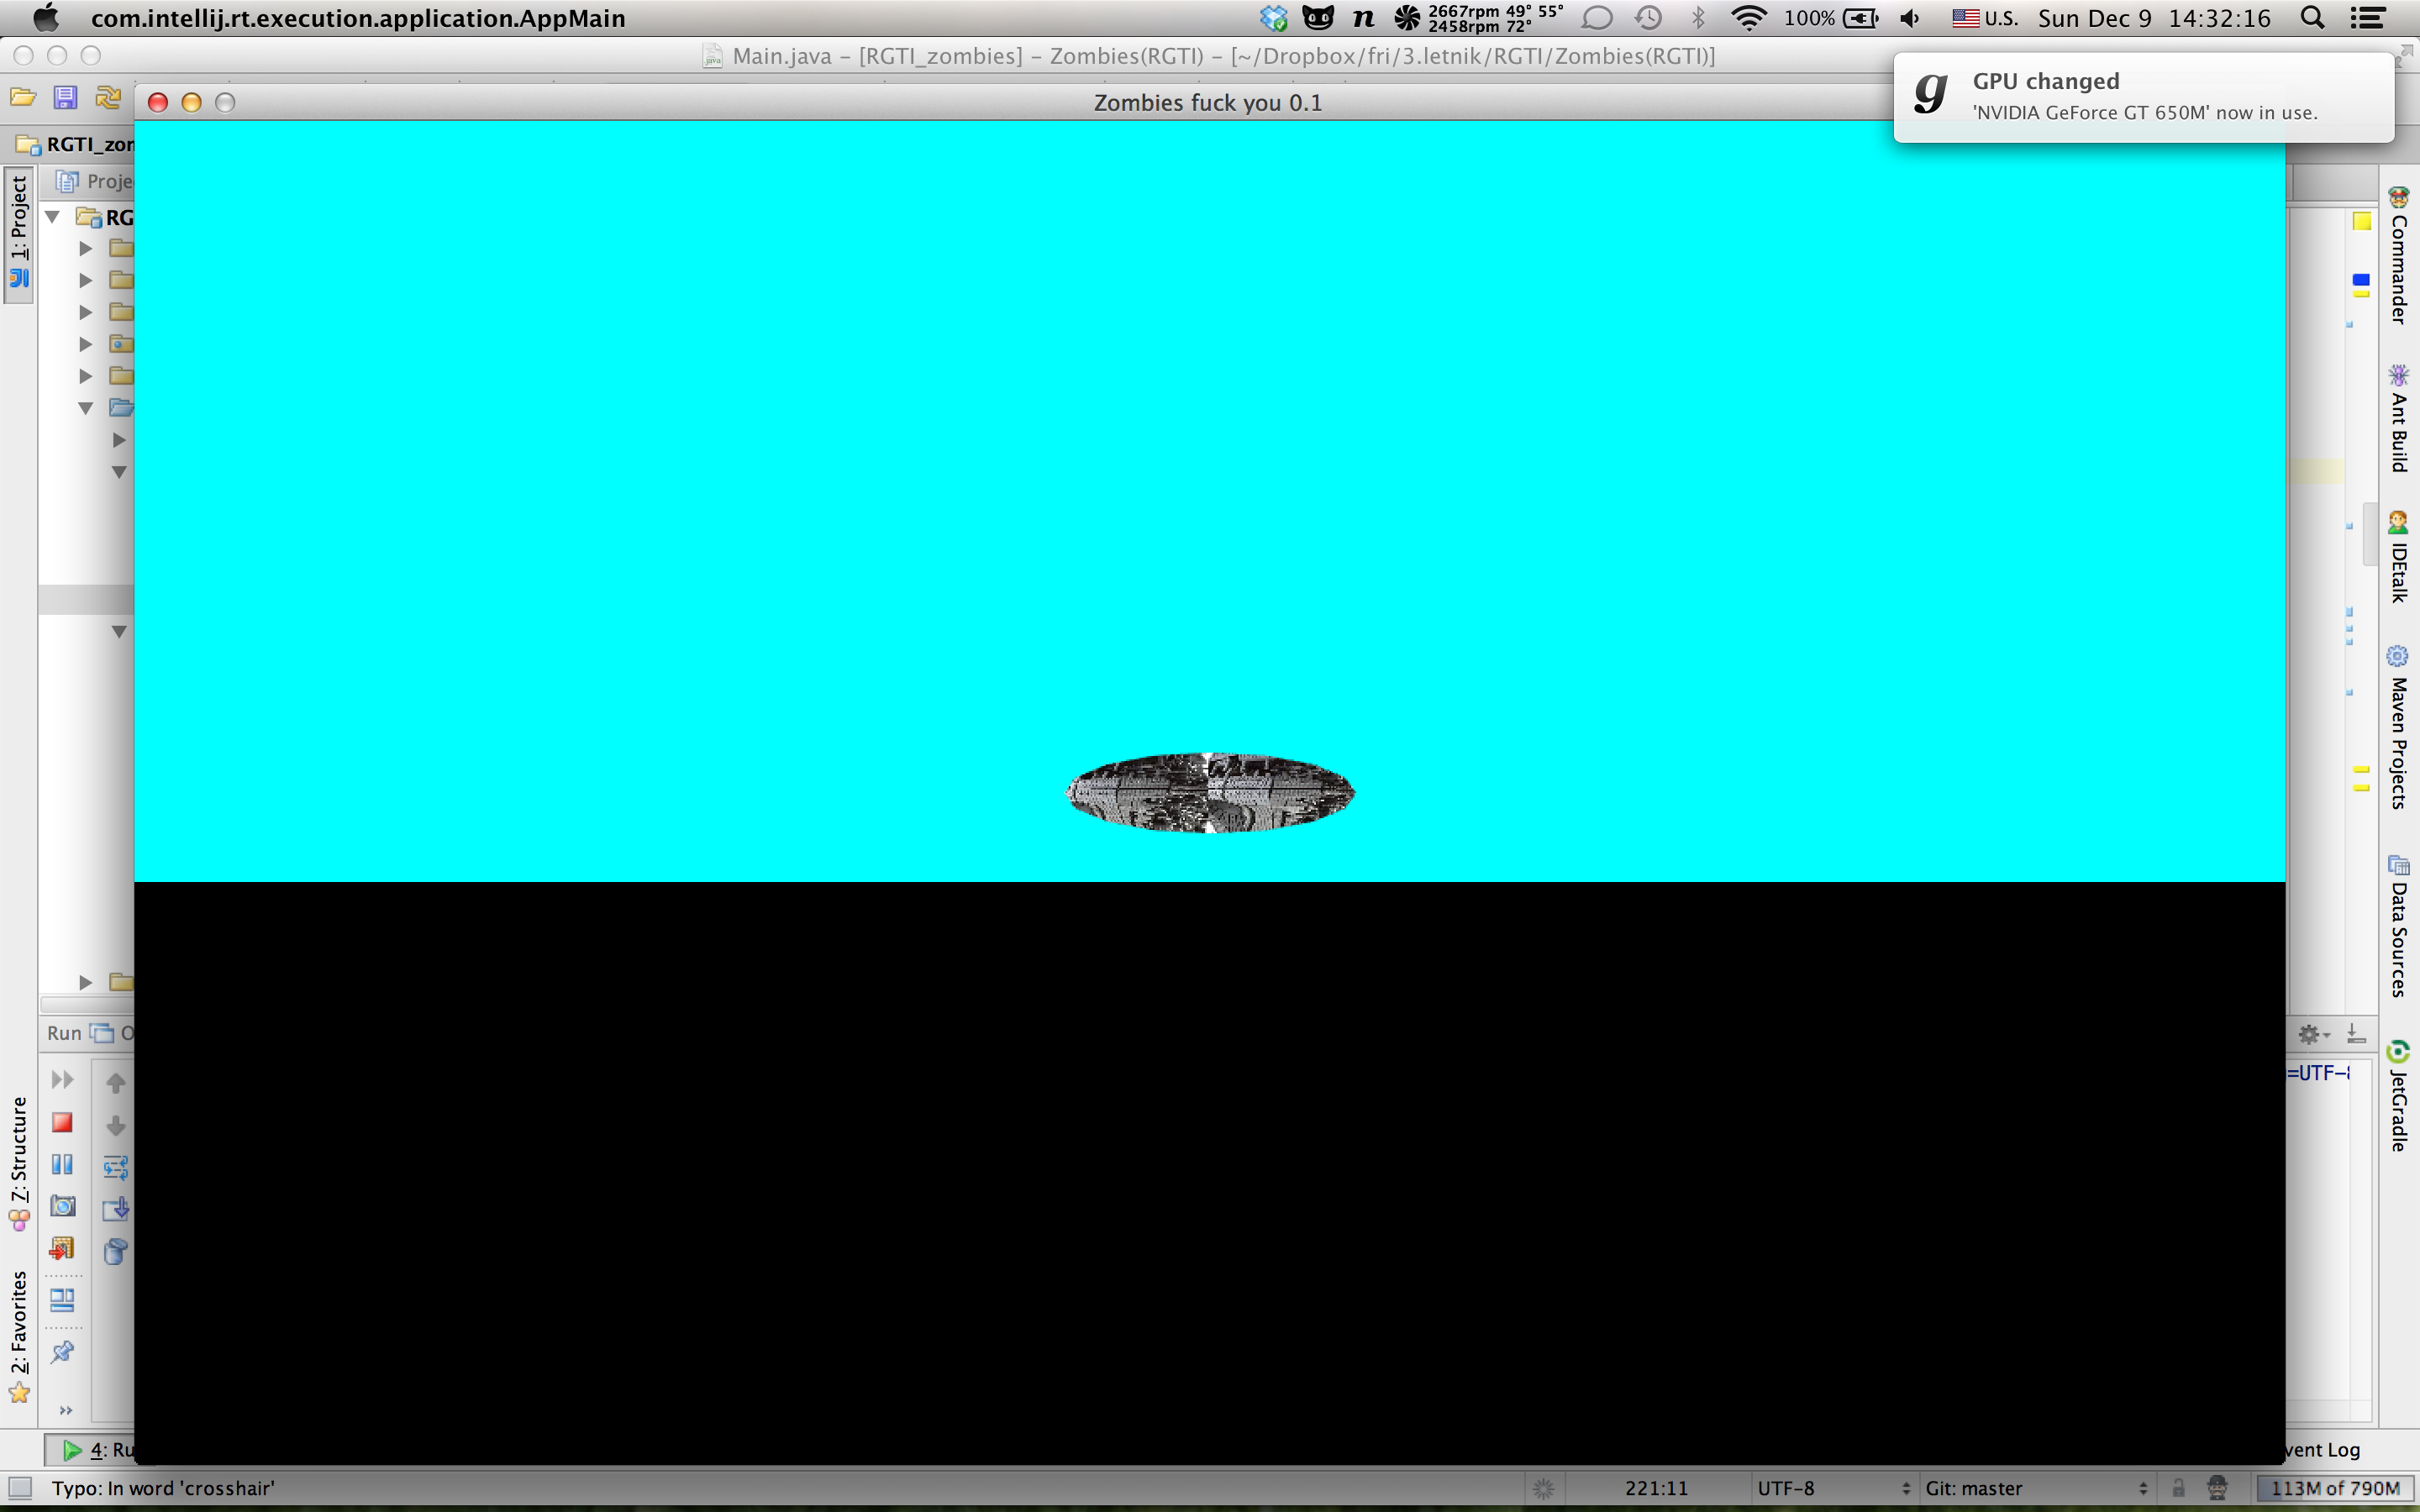 com.intellij.rt.execution.application.AppMain
n 2667rpm 49° 55° 100% U.S. Sun Dec 9 14:32:16
2458rpm 72°
Main.java – [RGTI_zombies] – Zombies(RGTI) – [~/Dropbox/fri/3.letnik/RGTI/Zombies(RGTI)]
g GPU changed
'NVIDIA GeForce GT 650M' now in use.
Zombies fuck you 0.1
RGTI_zom
Proje
RG
1: Project
7: Structure
2: Favorites
Commander
Ant Build
IDEtalk
Maven Projects
Data Sources
JetGradle
Run O
=UTF-8
4: Ru
vent Log
Typo: In word 'crosshair' 221:11 UTF-8 Git: master 113M of 790M